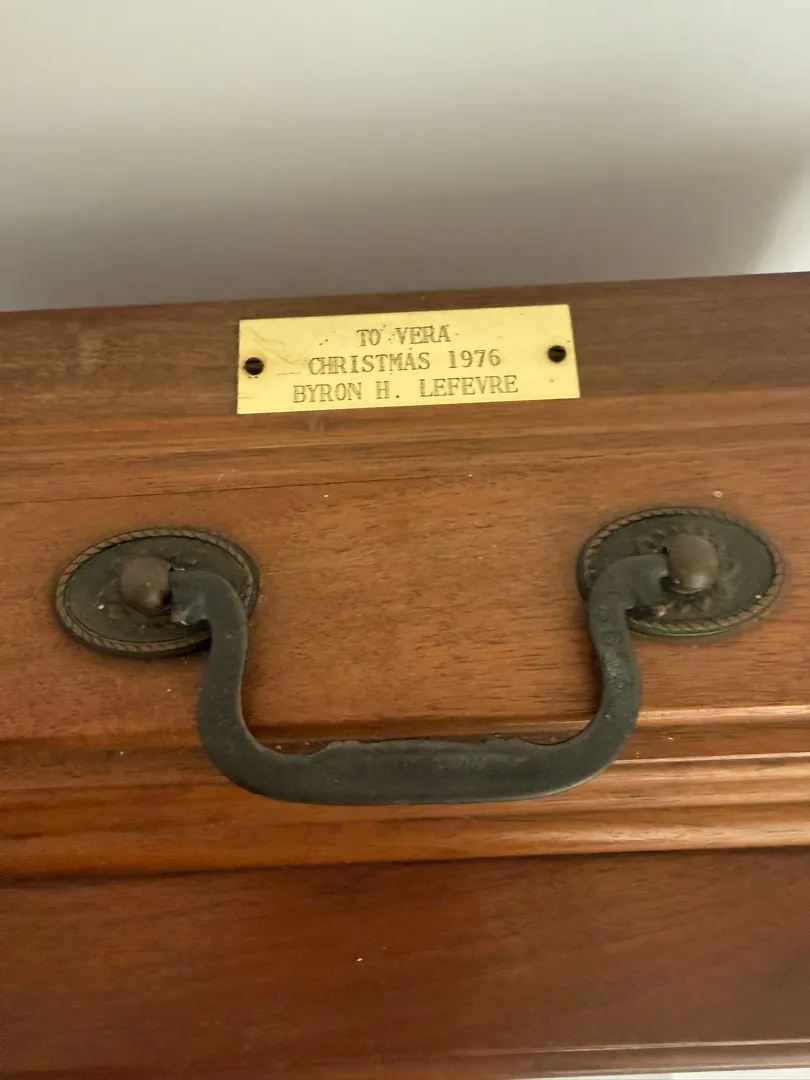 TO VERA
CHRISTMAS 1976
BYRON H. LEFEVRE